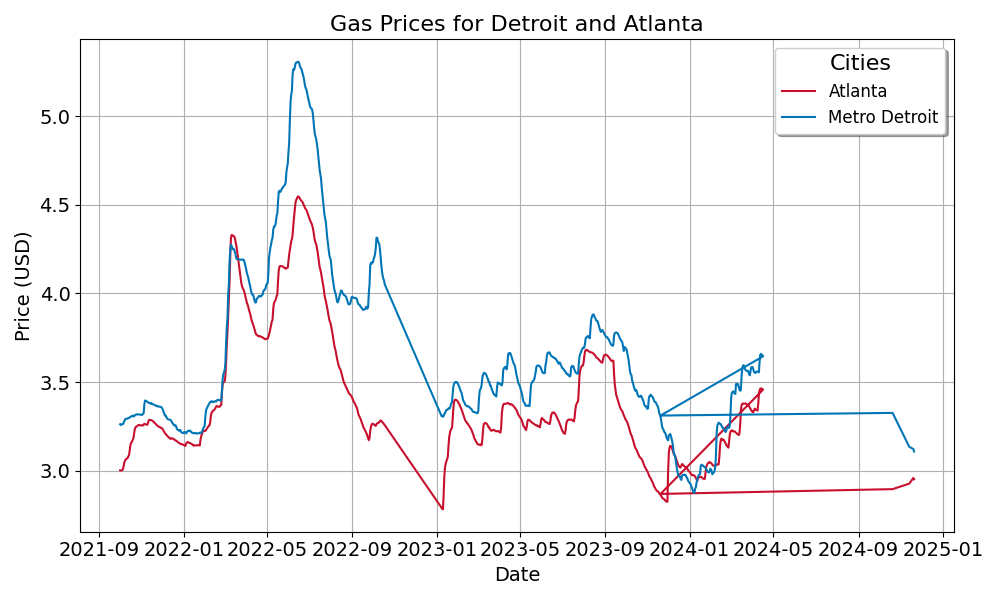 Gas Prices for Detroit and Atlanta
Cities
Atlanta
Metro Detroit
Price (USD)
5.0
4.5
4.0
3.5
3.0
2021-09 2022-01 2022-05 2022-09 2023-01 2023-05 2023-09 2024-01 2024-05 2024-09 2025-01
Date